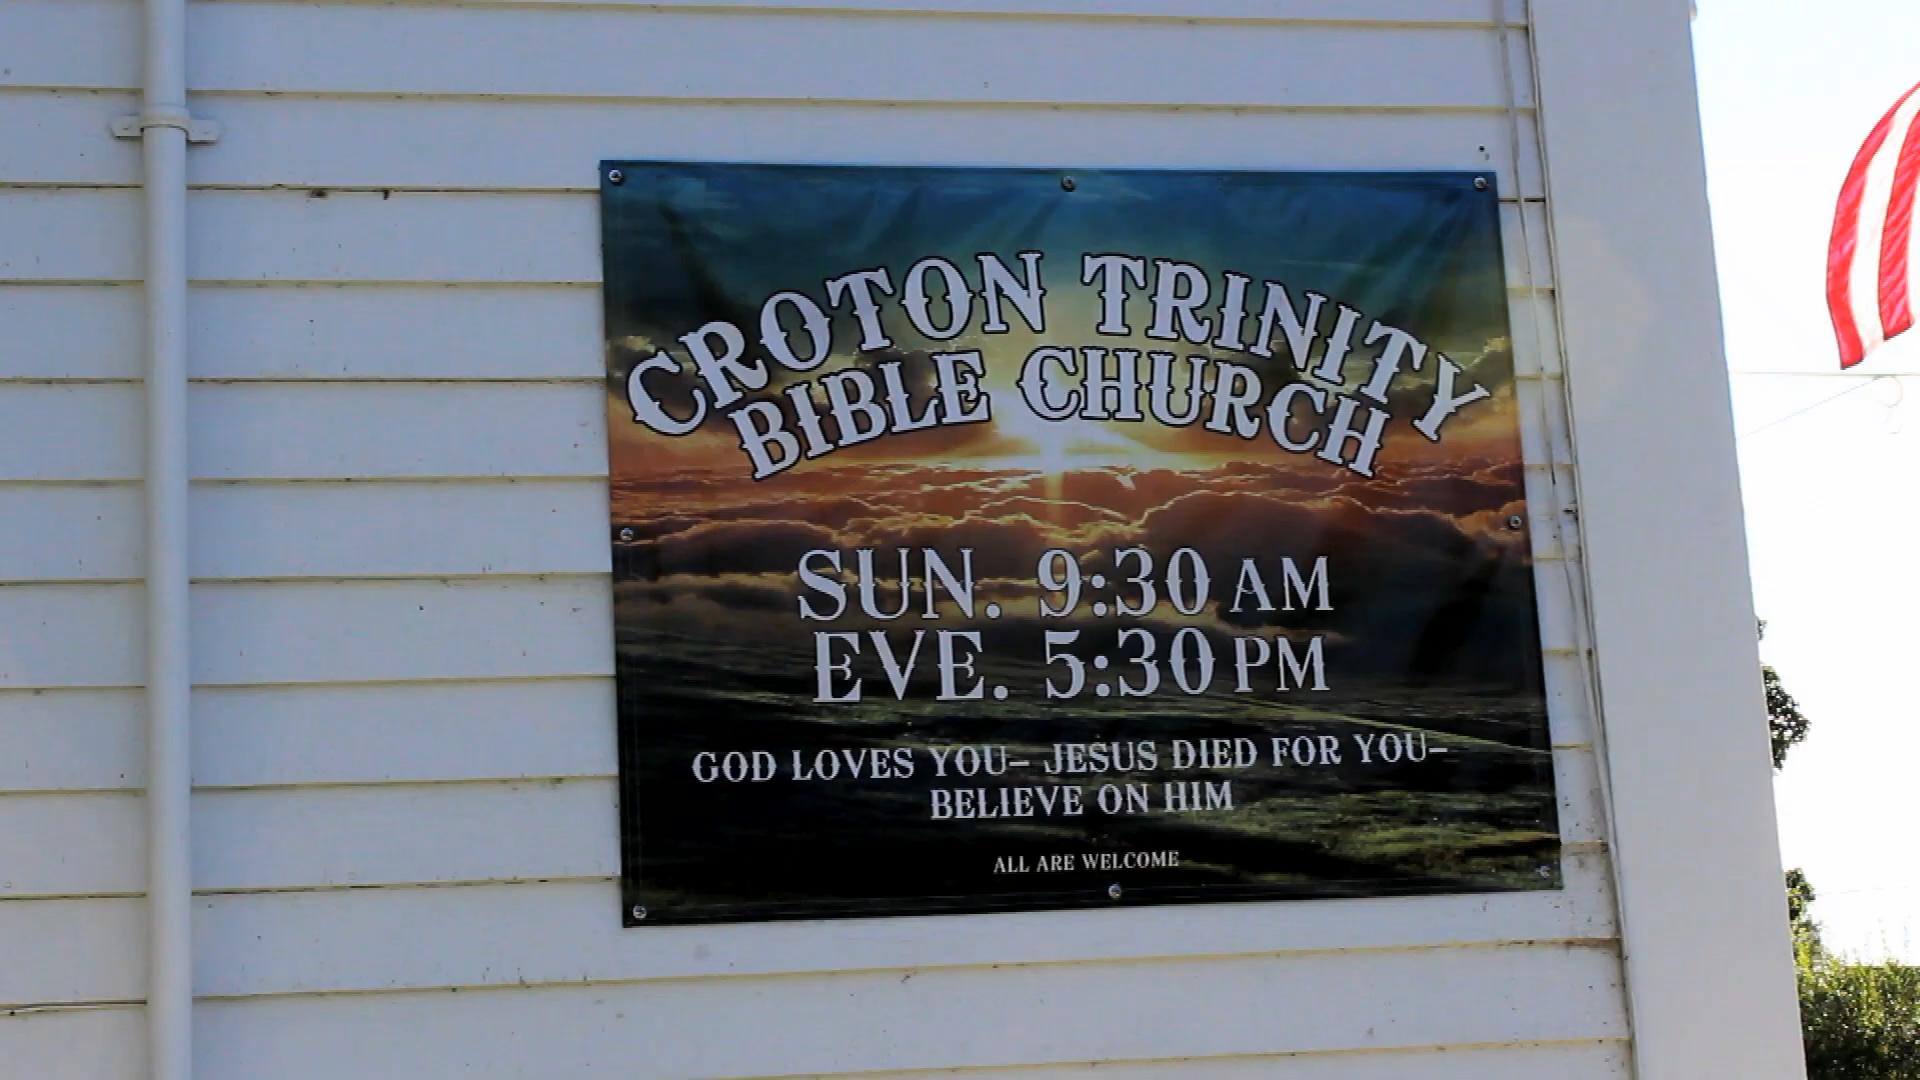 CROTON TRINITY
BIBLE CHURCH
SUN. 9:30 AM
EVE. 5:30 PM
GOD LOVES YOU– JESUS DIED FOR YOU–
BELIEVE ON HIM
ALL ARE WELCOME